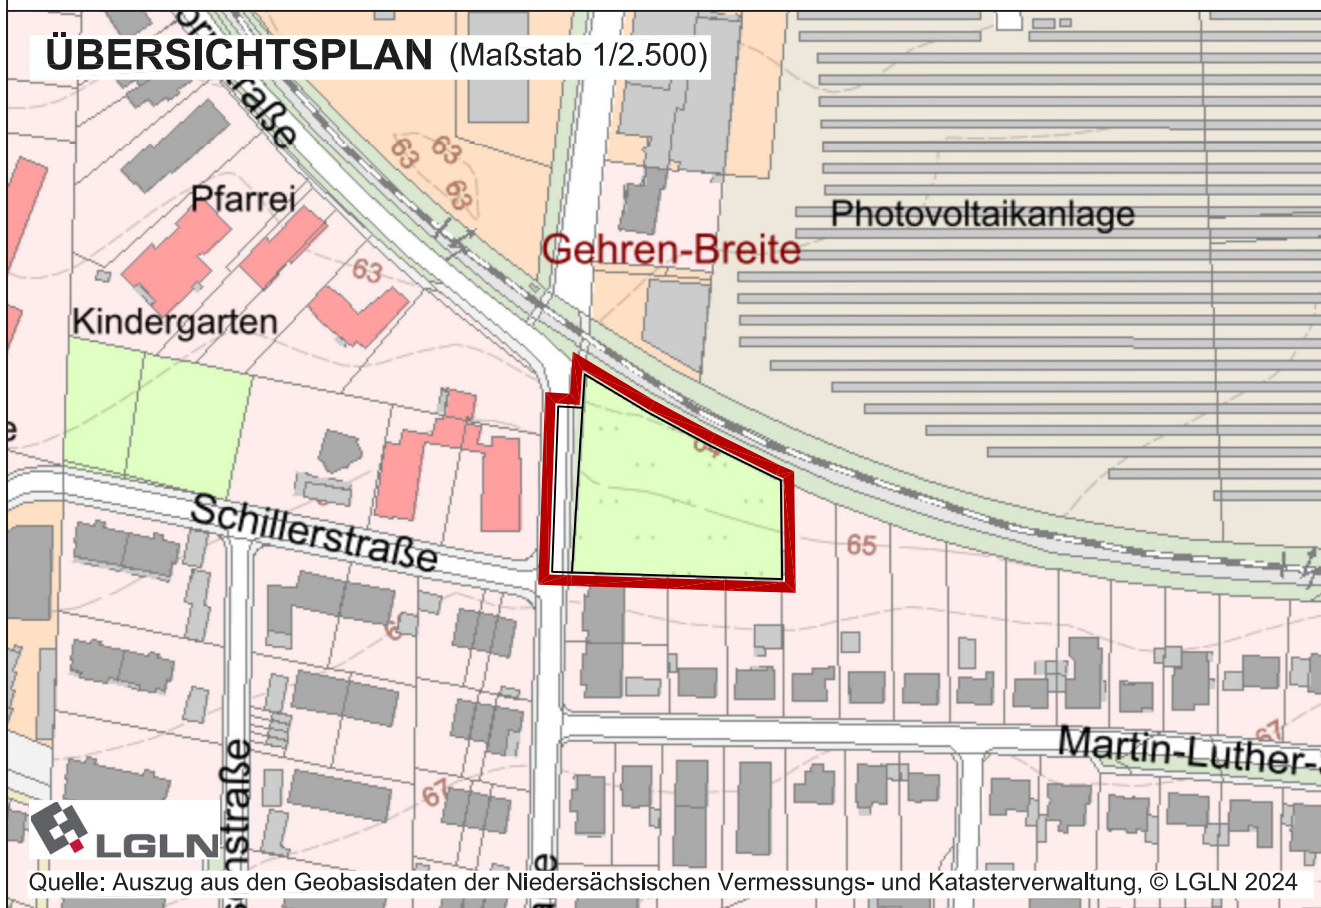 ÜBERSICHTSPLAN (Maßstab 1/2.500)
63
63
63
Pfarrei
Photovoltaikanlage
Gehren-Breite
63
Kindergarten
Schillerstraße
65
67
Martin-Luther-
67
LGLN
Quelle: Auszug aus den Geobasisdaten der Niedersächsischen Vermessungs- und Katasterverwaltung, © LGLN 2024